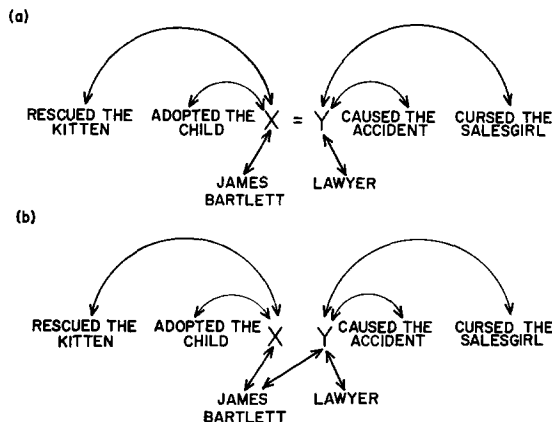 (a)
RESCUED THE KITTEN ADOPTED THE CHILD X = Y CAUSED THE ACCIDENT CURSED THE SALESGIRL
JAMES BARTLETT LAWYER
(b)
RESCUED THE KITTEN ADOPTED THE CHILD X Y CAUSED THE ACCIDENT CURSED THE SALESGIRL
JAMES BARTLETT LAWYER